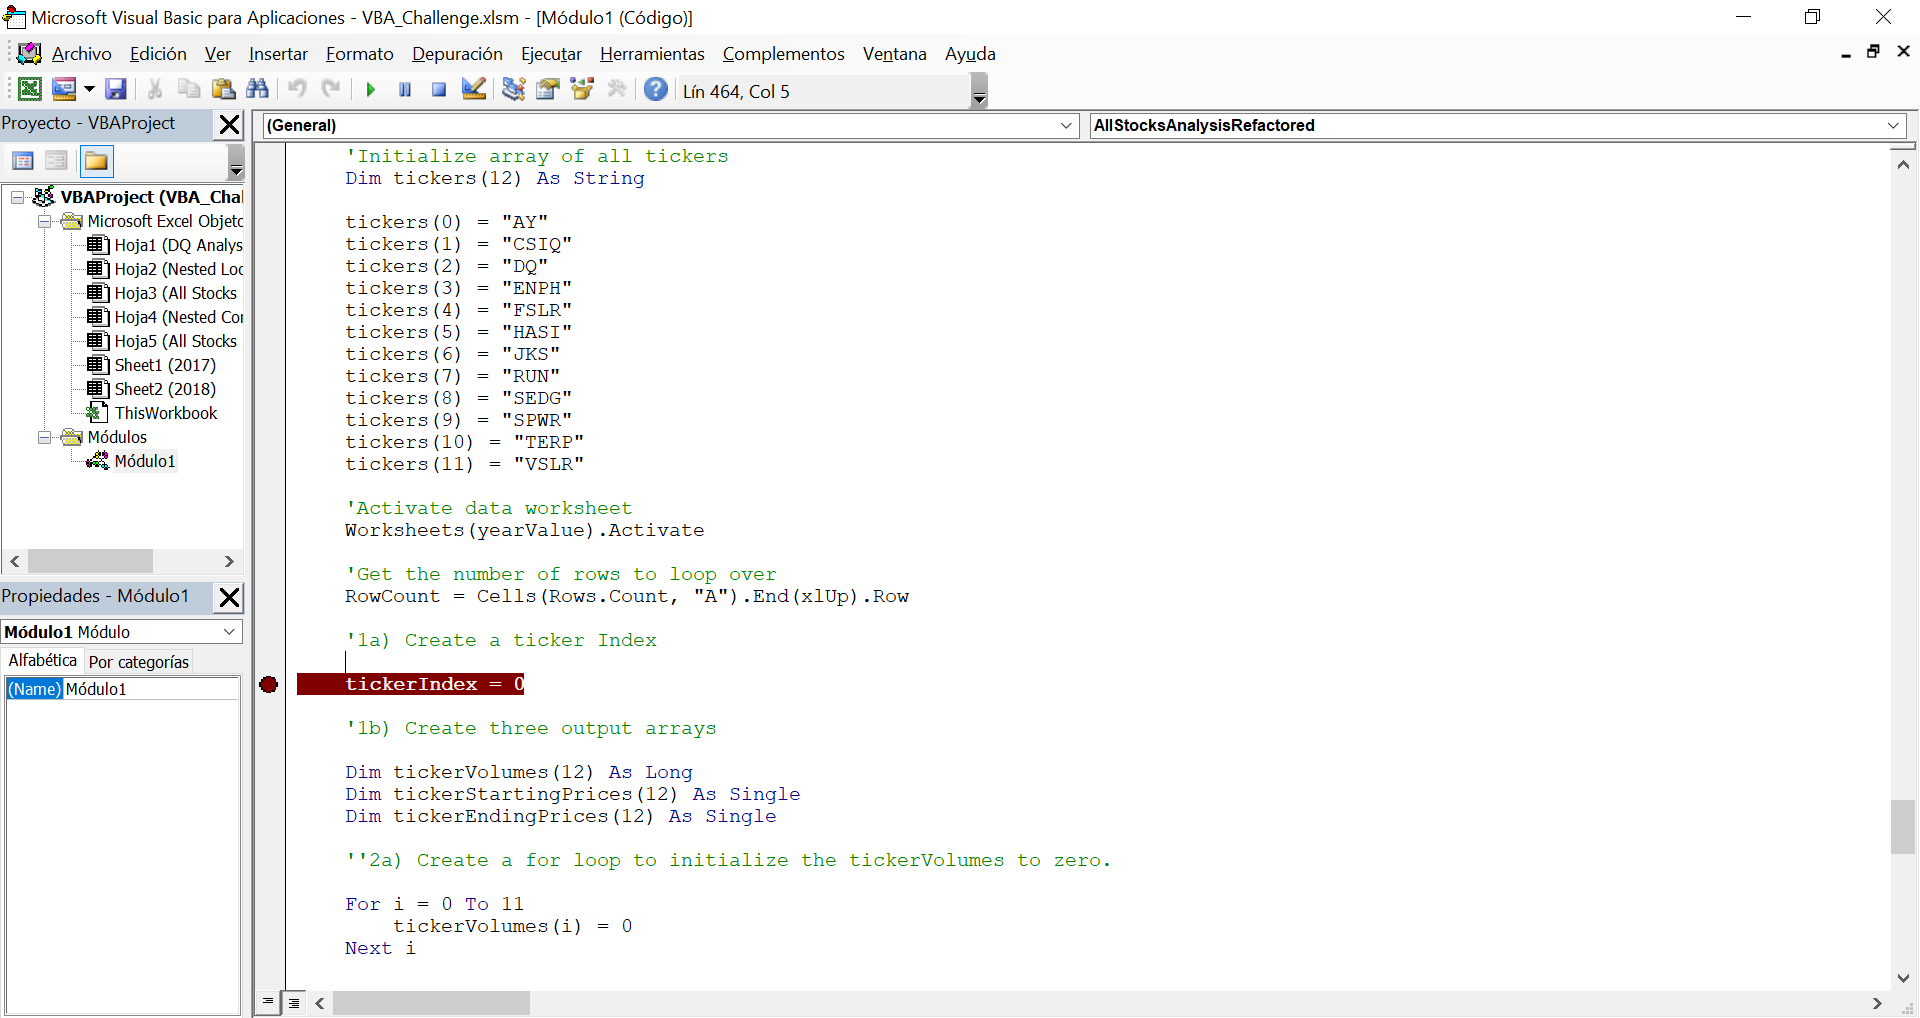 Microsoft Visual Basic para Aplicaciones - VBA_Challenge.xlsm - [Módulo1 (Código)]
Archivo Edición Ver Insertar Formato Depuración Ejecutar Herramientas Complementos Ventana Ayuda
Lín 464, Col 5
Proyecto - VBAProject
VBAProject (VBA_Chal
Microsoft Excel Objeto
Hoja1 (DQ Analys
Hoja2 (Nested Loo
Hoja3 (All Stocks
Hoja4 (Nested Cor
Hoja5 (All Stocks
Sheet1 (2017)
Sheet2 (2018)
ThisWorkbook
Módulos
Módulo1
Propiedades - Módulo1
Módulo1 Módulo
Alfabética Por categorías
(Name) Módulo1
(General) AllStocksAnalysisRefactored
'Initialize array of all tickers
Dim tickers(12) As String
tickers(0) = "AY"
tickers(1) = "CSIQ"
tickers(2) = "DQ"
tickers(3) = "ENPH"
tickers(4) = "FSLR"
tickers(5) = "HASI"
tickers(6) = "JKS"
tickers(7) = "RUN"
tickers(8) = "SEDG"
tickers(9) = "SPWR"
tickers(10) = "TERP"
tickers(11) = "VSLR"
'Activate data worksheet
Worksheets(yearValue).Activate
'Get the number of rows to loop over
RowCount = Cells(Rows.Count, "A").End(xlUp).Row
'1a) Create a ticker Index
tickerIndex = 0
'1b) Create three output arrays
Dim tickerVolumes(12) As Long
Dim tickerStartingPrices(12) As Single
Dim tickerEndingPrices(12) As Single
''2a) Create a for loop to initialize the tickerVolumes to zero.
For i = 0 To 11
tickerVolumes(i) = 0
Next i